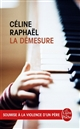 CÉLINE
RAPHAËL
LA DÉMESURE
SOUMISE À LA VIOLENCE D'UN PÈRE